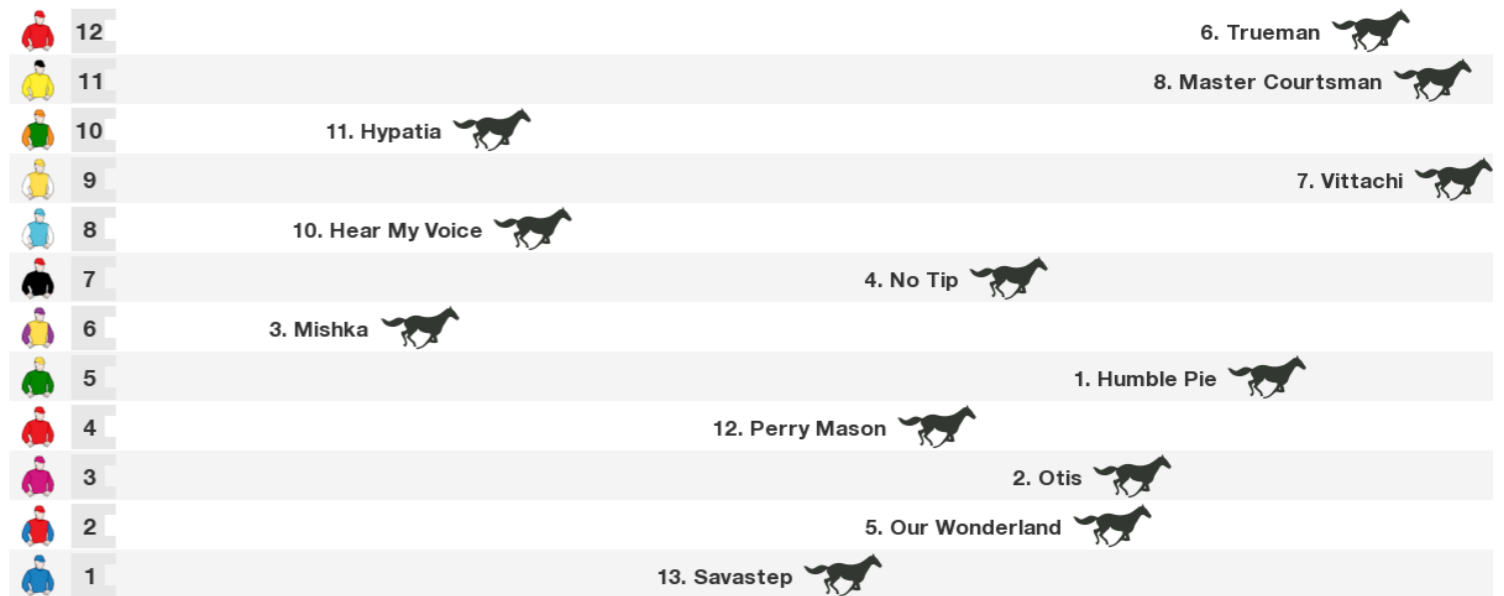 12 6. Trueman
11 8. Master Courtsman
10 11. Hypatia
9 7. Vittachi
8 10. Hear My Voice
7 4. No Tip
6 3. Mishka
5 1. Humble Pie
4 12. Perry Mason
3 2. Otis
2 5. Our Wonderland
1 13. Savastep